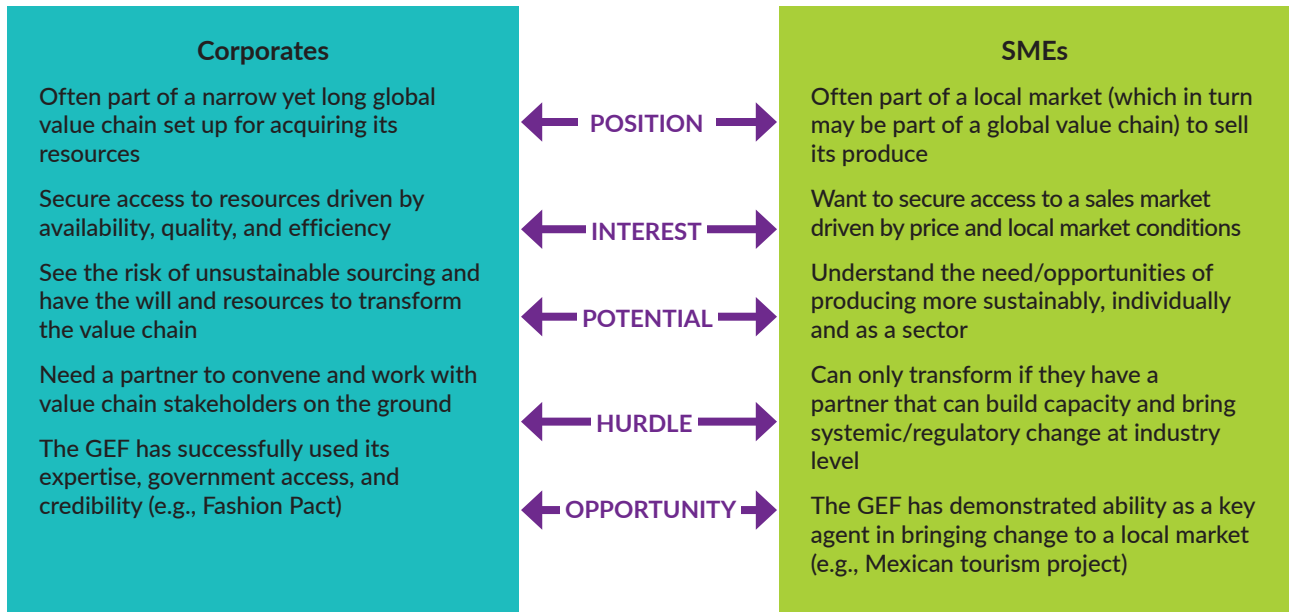 Corporates
Often part of a narrow yet long global
value chain set up for acquiring its
resources
Secure access to resources driven by
availability, quality, and efficiency
See the risk of unsustainable sourcing and
have the will and resources to transform
the value chain
Need a partner to convene and work with
value chain stakeholders on the ground
The GEF has successfully used its
expertise, government access, and
credibility (e.g., Fashion Pact)
POSITION
INTEREST
POTENTIAL
HURDLE
OPPORTUNITY
SMEs
Often part of a local market (which in turn
may be part of a global value chain) to sell
its produce
Want to secure access to a sales market
driven by price and local market conditions
Understand the need/opportunities of
producing more sustainably, individually
and as a sector
Can only transform if they have a
partner that can build capacity and bring
systemic/regulatory change at industry
level
The GEF has demonstrated ability as a key
agent in bringing change to a local market
(e.g., Mexican tourism project)